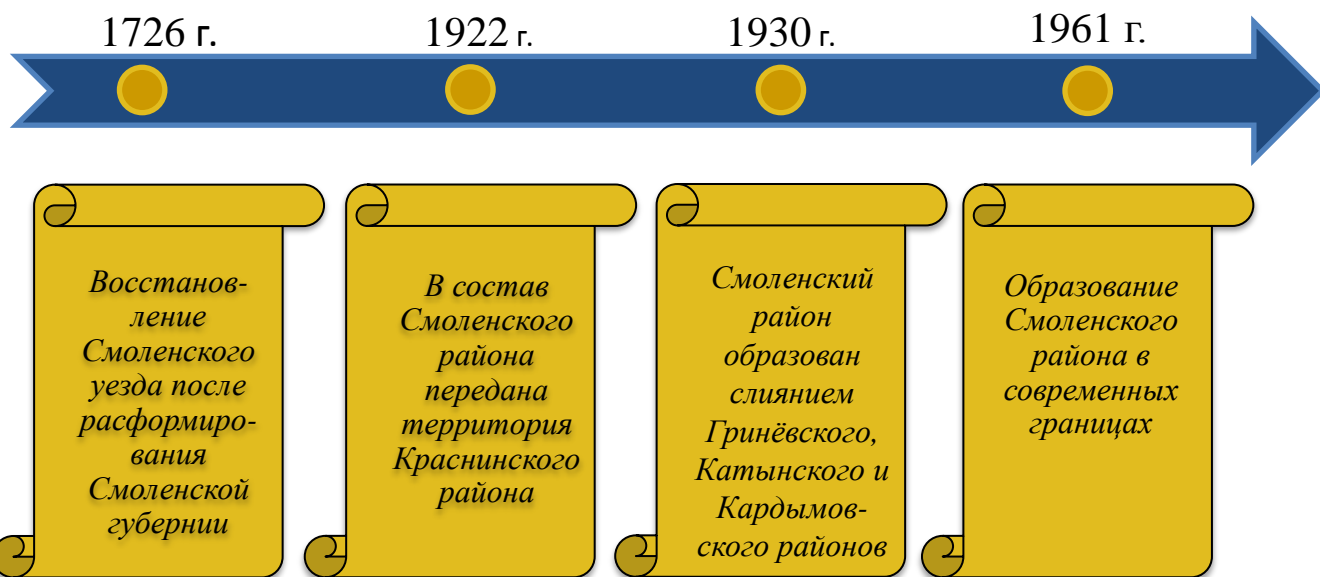 1726 г.
1922 г.
1930 г.
1961 г.
Восстанов-
ление
Смоленского
уезда после
расформиро-
вания
Смоленской
губернии
В состав
Смоленского
района
передана
территория
Краснинского
района
Смоленский
район
образован
слиянием
Гринёвского,
Катынского и
Кардымов-
ского районов
Образование
Смоленского
района в
современных
границах